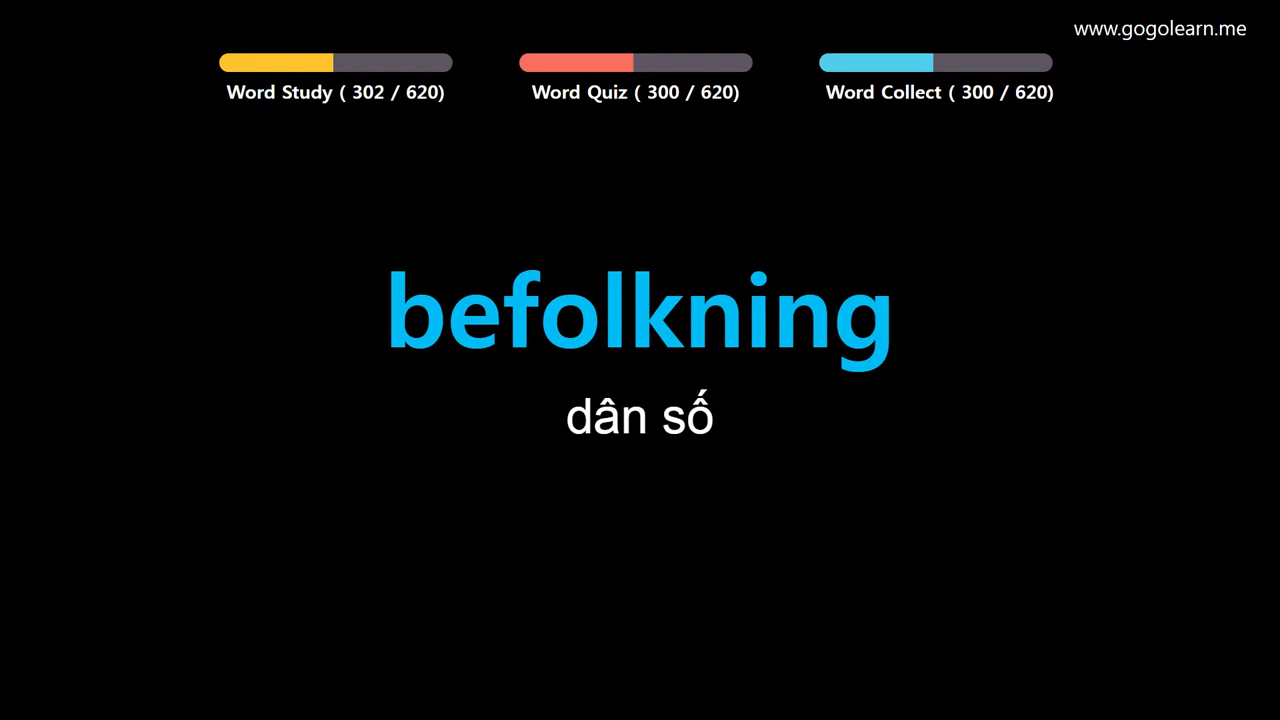 www.gogolearn.me
Word Study ( 302 / 620)
Word Quiz ( 300 / 620)
Word Collect ( 300 / 620)
befolkning
dân số